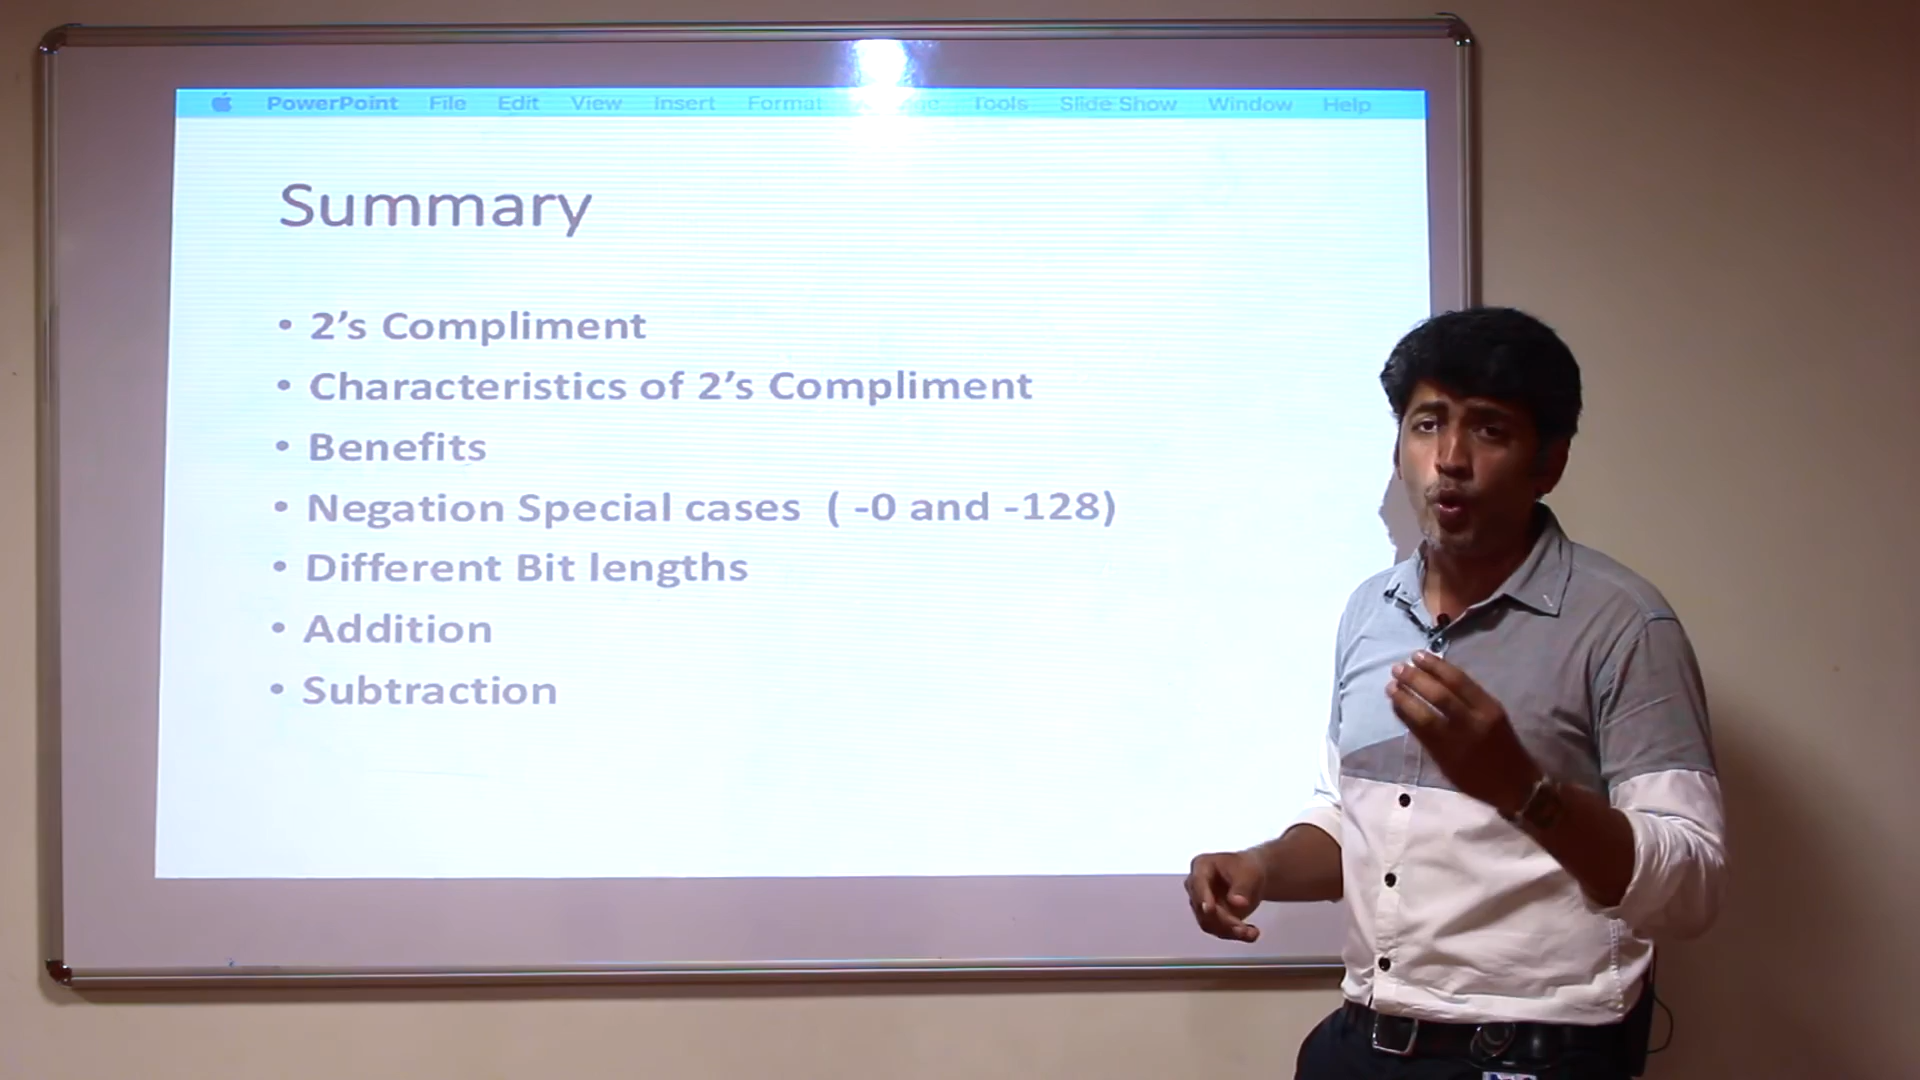 PowerPoint File Edit View Insert Format Tools Slide Show Window Help
Summary
• 2's Compliment
• Characteristics of 2's Compliment
• Benefits
• Negation Special cases ( -0 and -128)
• Different Bit lengths
• Addition
• Subtraction